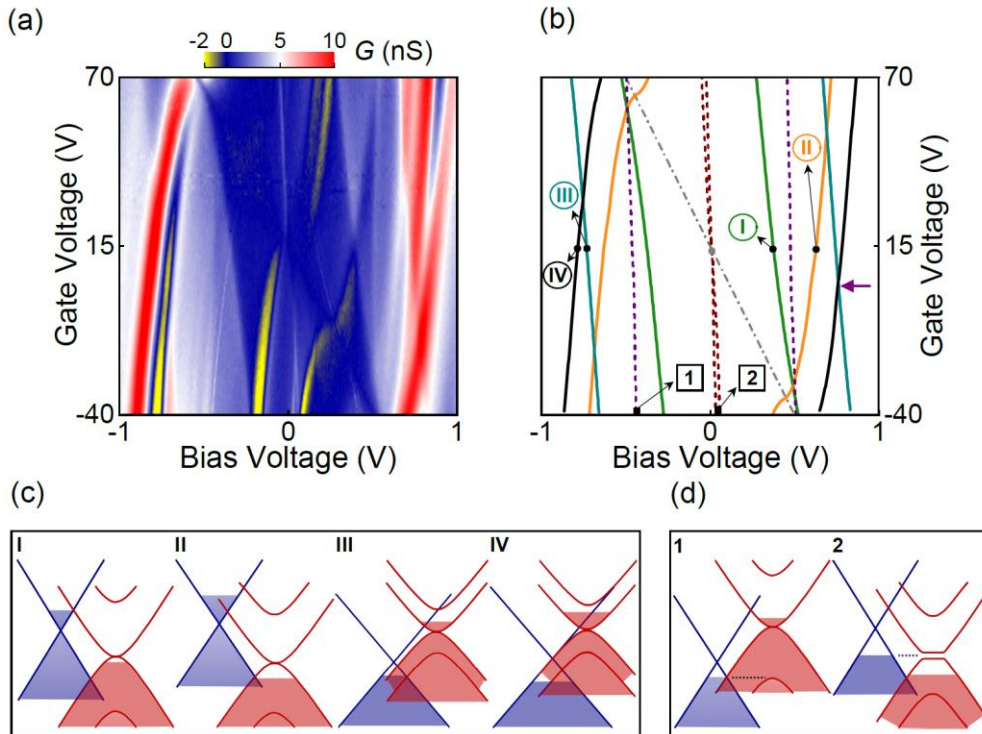 (a)
-2 0 5 10 G (nS)
70
15
-40
Gate Voltage (V)
-1 0 1
Bias Voltage (V)
(b)
70
15
-40
Gate Voltage (V)
I
II
III
IV
1
2
-1 0 1
Bias Voltage (V)
(c)
I II III IV
(d)
1 2